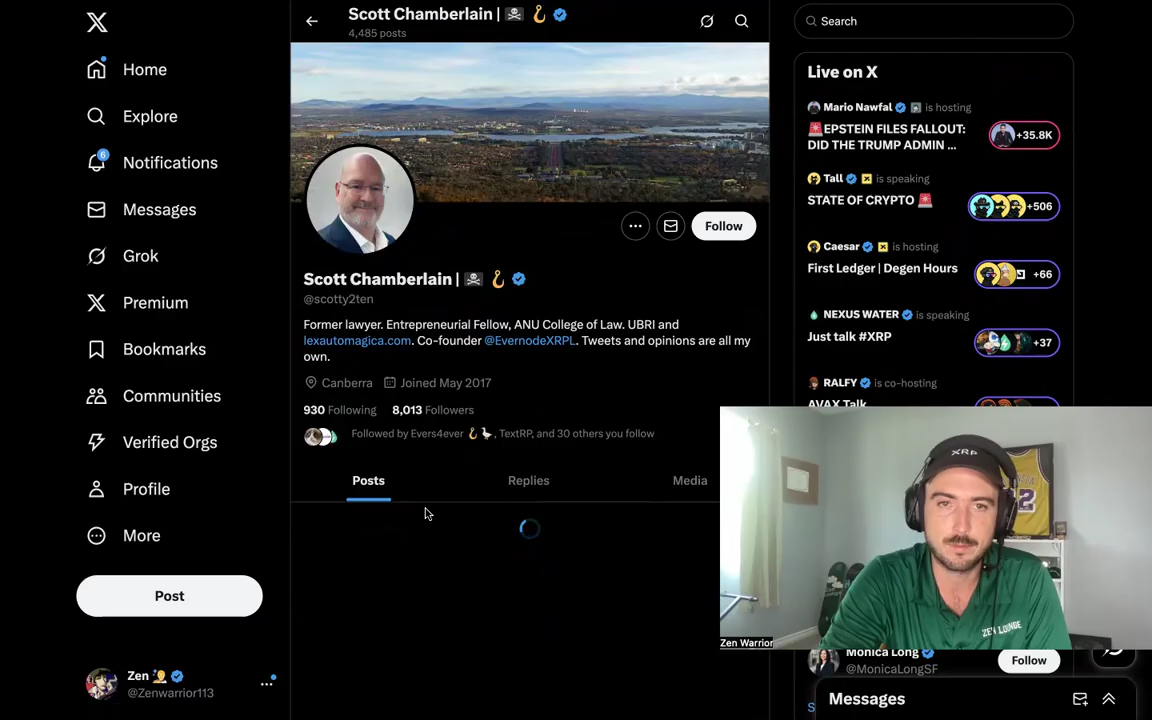 Home
Explore
6
Notifications
Messages
Grok
Premium
Bookmarks
Communities
Verified Orgs
Profile
More
Post
Zen
@Zenwarrior113
Scott Chamberlain |
4,485 posts
Follow
Scott Chamberlain |
@scotty2ten
Former lawyer. Entrepreneurial Fellow, ANU College of Law. UBRI and
lexautomagica.com. Co-founder @EvernodeXRPL. Tweets and opinions are all my
own.
Canberra Joined May 2017
930 Following 8,013 Followers
Followed by Evers4ever , TextRP, and 30 others you follow
Posts Replies Media
Search
Live on X
Mario Nawfal is hosting
🚨EPSTEIN FILES FALLOUT:
DID THE TRUMP ADMIN ...
+35.8K
Tall is speaking
STATE OF CRYPTO 🚨
+506
Caesar is hosting
First Ledger | Degen Hours
+66
NEXUS WATER is speaking
Just talk #XRP
+37
RALFY is co-hosting
AVAX Talk
XRP
ZEN LOUNGE
Zen Warrior
Monica Long
@MonicaLongSF
Follow
Messages